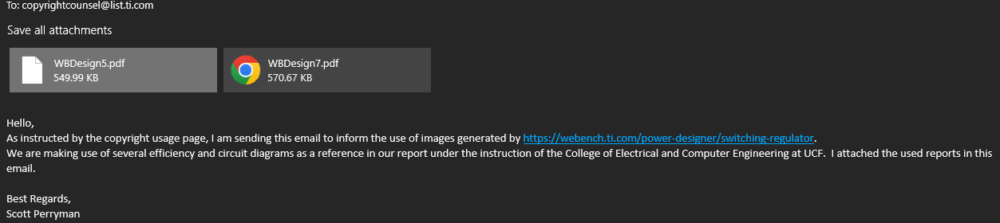 To: copyrightcounsel@list.ti.com
Save all attachments
WBDesign5.pdf
549.99 KB
WBDesign7.pdf
570.67 KB
Hello,
As instructed by the copyright usage page, I am sending this email to inform the use of images generated by https://webench.ti.com/power-designer/switching-regulator.
We are making use of several efficiency and circuit diagrams as a reference in our report under the instruction of the College of Electrical and Computer Engineering at UCF.  I attached the used reports in this
email.
Best Regards,
Scott Perryman